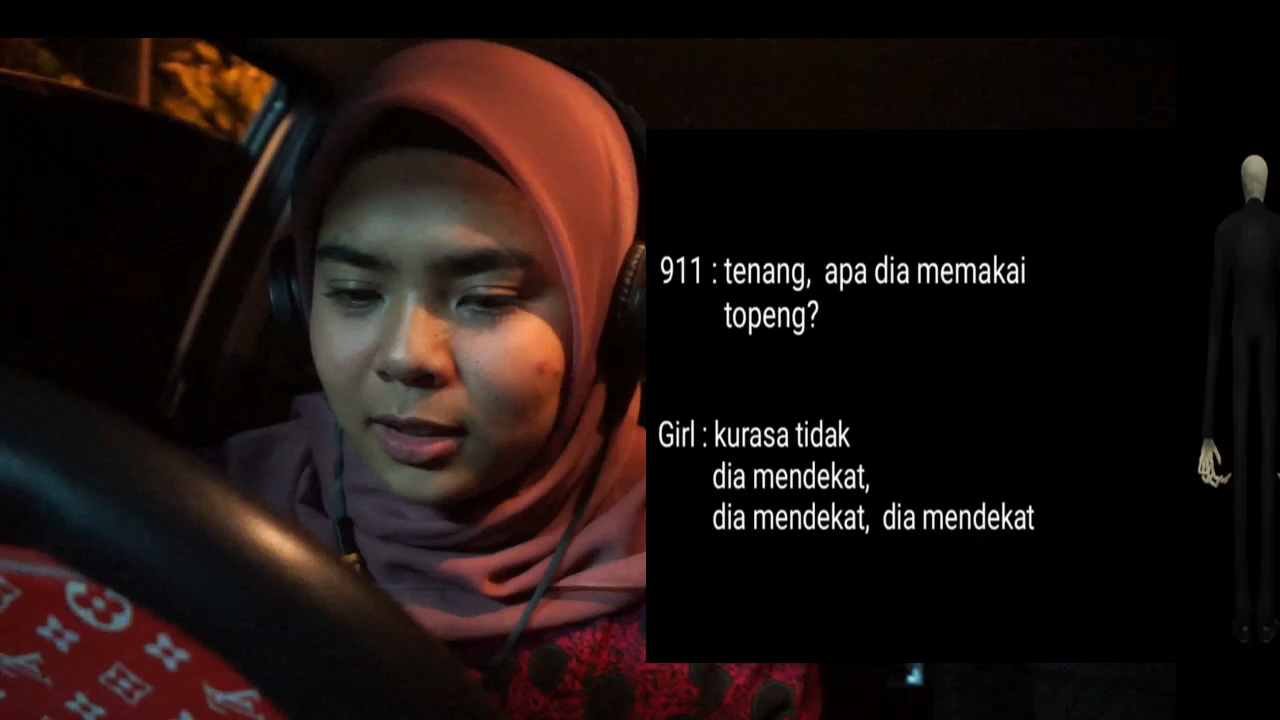 911 : tenang, apa dia memakai
topeng?
Girl : kurasa tidak
dia mendekat,
dia mendekat, dia mendekat